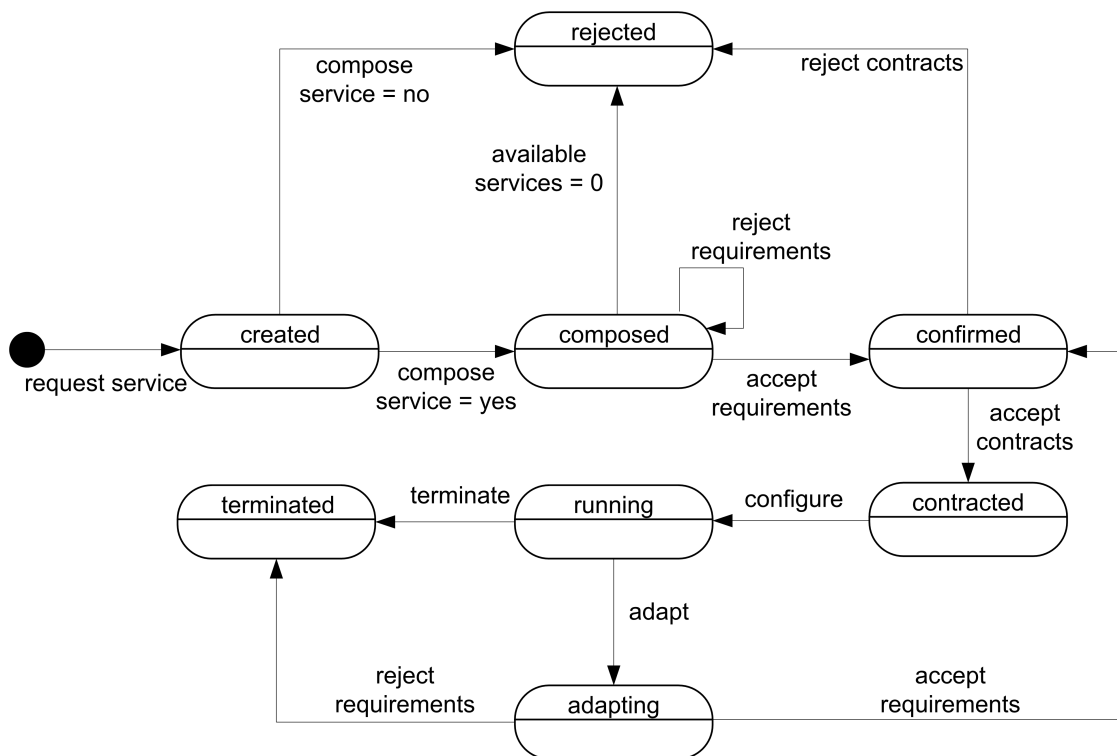 rejected
compose
service = no
reject contracts
available
services = 0
reject
requirements
created
composed
confirmed
request service
compose
service = yes
accept
requirements
accept
contracts
terminated
terminate
running
configure
contracted
adapt
reject
requirements
adapting
accept
requirements